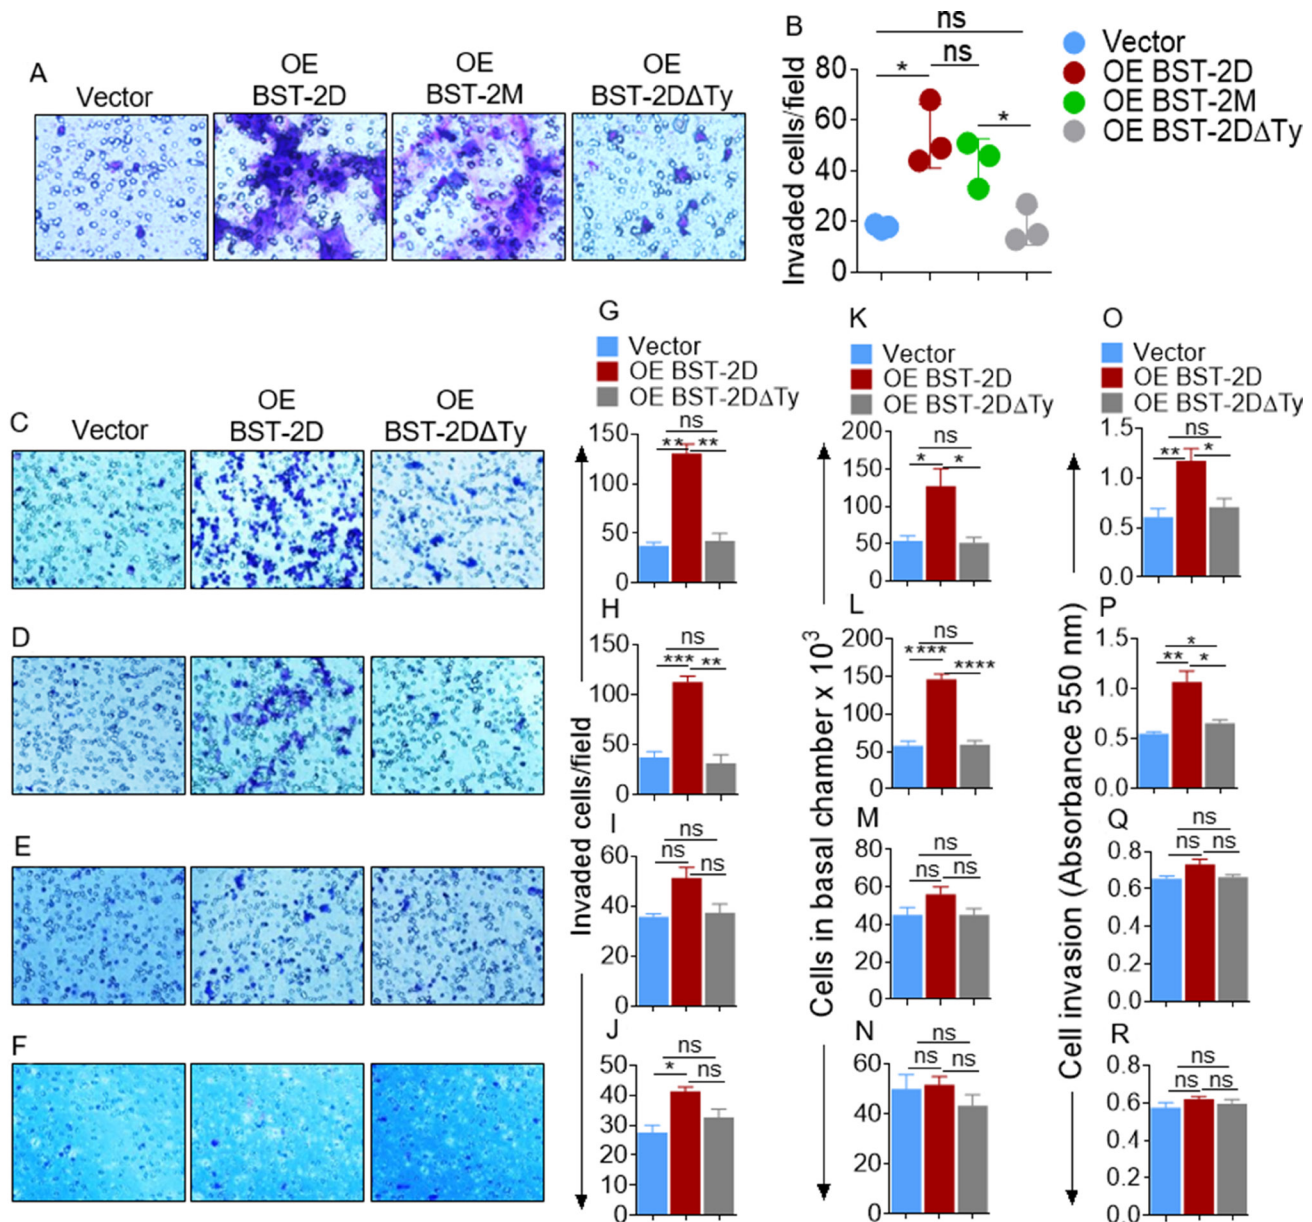 A
Vector
OE
BST-2D
OE
BST-2M
OE
BST-2DΔTy
B
ns
* ns
*
Invaded cells/field
80
60
40
20
0
Vector
OE BST-2D
OE BST-2M
OE BST-2DΔTy
C
Vector
OE
BST-2D
OE
BST-2DΔTy
D
E
F
Invaded cells/field
G
Vector
OE BST-2D
OE BST-2DΔTy
ns
** **
150
100
50
0
H
ns
*** **
150
100
50
0
I
ns
ns ns
60
40
20
0
J
ns
* ns
50
40
30
20
10
0
Cells in basal chamber x 10³
K
Vector
OE BST-2D
OE BST-2DΔTy
ns
* *
200
150
100
50
0
L
ns
**** ****
200
150
100
50
0
M
ns
ns ns
80
60
40
20
0
N
ns
ns ns
60
40
20
0
Cell invasion (Absorbance 550 nm)
O
Vector
OE BST-2D
OE BST-2DΔTy
ns
** *
1.5
1.0
0.5
0.0
P
*
** *
1.5
1.0
0.5
0.0
Q
ns
ns ns
0.8
0.6
0.4
0.2
0.0
R
ns
ns ns
0.8
0.6
0.4
0.2
0.0